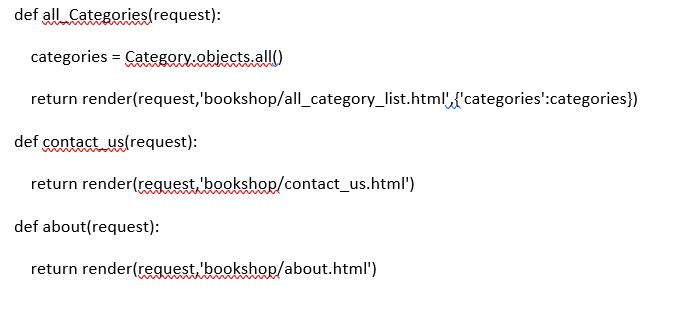 def all_Categories(request):
categories = Category.objects.all()
return render(request,'bookshop/all_category_list.html',{'categories':categories})
def contact_us(request):
return render(request,'bookshop/contact_us.html')
def about(request):
return render(request,'bookshop/about.html')